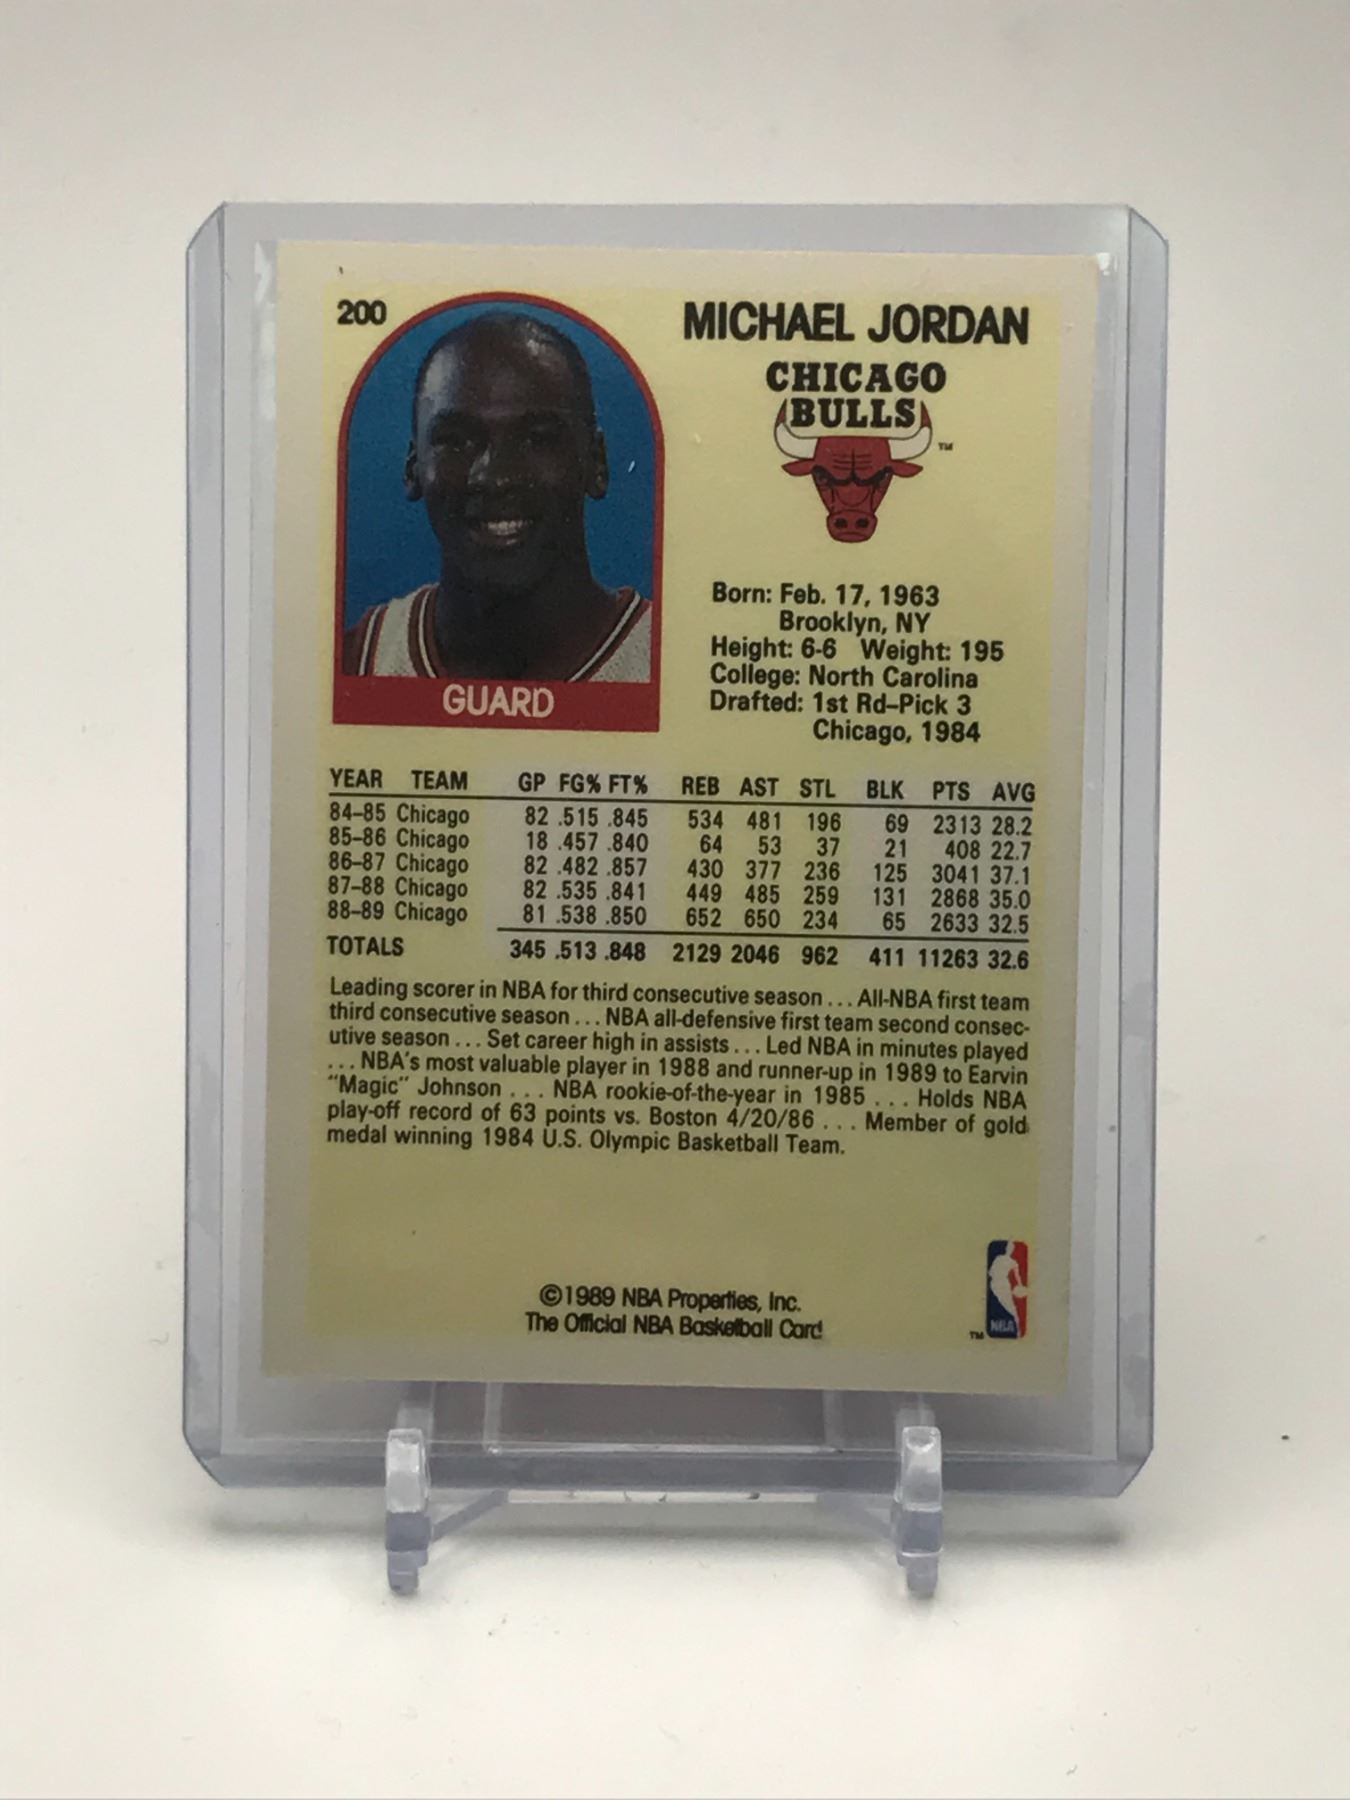 200
MICHAEL JORDAN
CHICAGO
BULLS
TM
Born: Feb. 17, 1963
Brooklyn, NY
Height: 6-6 Weight: 195
College: North Carolina
Drafted: 1st Rd–Pick 3
Chicago, 1984
GUARD
YEAR TEAM GP FG% FT% REB AST STL BLK PTS AVG
84–85 Chicago 82 .515 .845 534 481 196 69 2313 28.2
85–86 Chicago 18 .457 .840 64 53 37 21 408 22.7
86–87 Chicago 82 .482 .857 430 377 236 125 3041 37.1
87–88 Chicago 82 .535 .841 449 485 259 131 2868 35.0
88–89 Chicago 81 .538 .850 652 650 234 65 2633 32.5
TOTALS 345 .513 .848 2129 2046 962 411 11263 32.6
Leading scorer in NBA for third consecutive season . . . All-NBA first team
third consecutive season . . . NBA all-defensive first team second consec-
utive season . . . Set career high in assists . . . Led NBA in minutes played
. . . NBA's most valuable player in 1988 and runner-up in 1989 to Earvin
"Magic" Johnson . . . NBA rookie-of-the-year in 1985 . . . Holds NBA
play-off record of 63 points vs. Boston 4/20/86 . . . Member of gold
medal winning 1984 U.S. Olympic Basketball Team.
©1989 NBA Properties, Inc.
The Official NBA Basketball Card
TM NBA